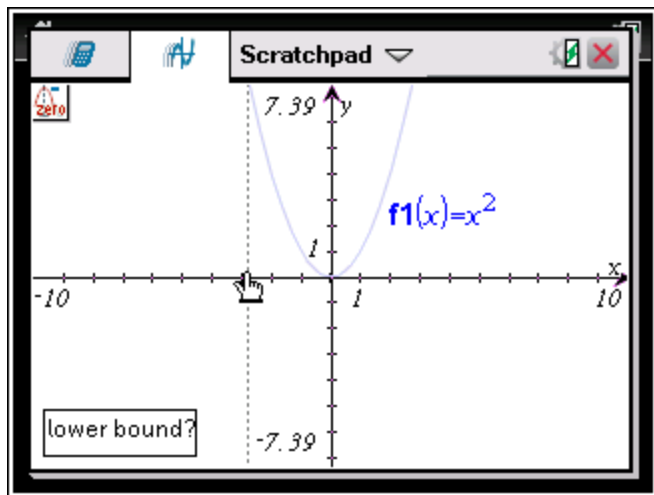 Scratchpad
zero
7.39 y
f1(x)=x²
1
x
-10 1 10
lower bound?
-7.39